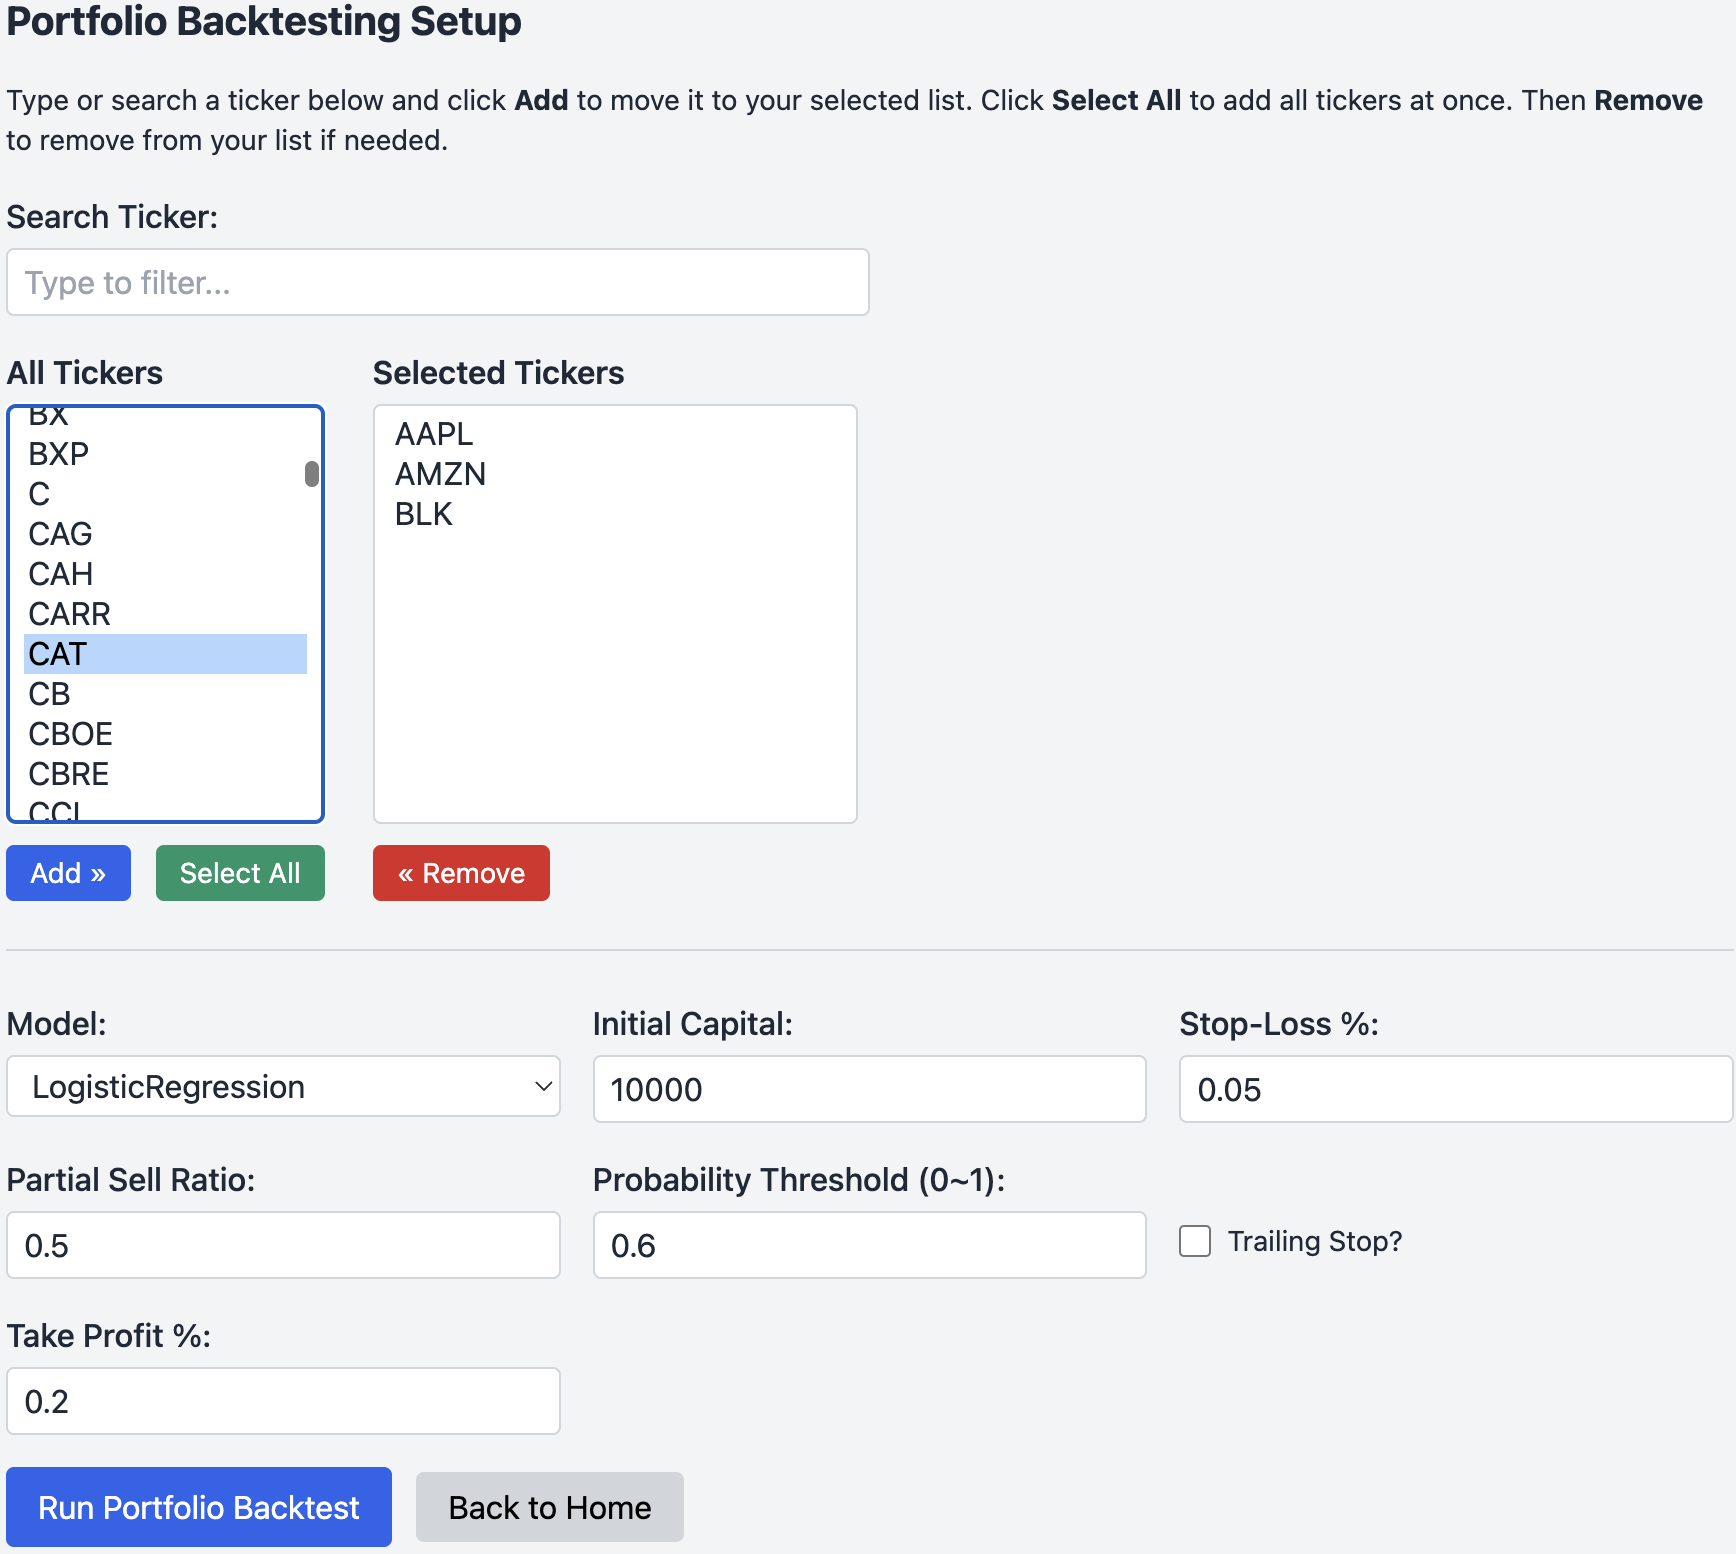 Portfolio Backtesting Setup
Type or search a ticker below and click Add to move it to your selected list. Click Select All to add all tickers at once. Then Remove
to remove from your list if needed.
Search Ticker:
Type to filter...
All Tickers
BX
BXP
C
CAG
CAH
CARR
CAT
CB
CBOE
CBRE
CCI
Add »
Select All
Selected Tickers
AAPL
AMZN
BLK
« Remove
Model:
LogisticRegression
Initial Capital:
10000
Stop-Loss %:
0.05
Partial Sell Ratio:
0.5
Probability Threshold (0~1):
0.6
Trailing Stop?
Take Profit %:
0.2
Run Portfolio Backtest
Back to Home